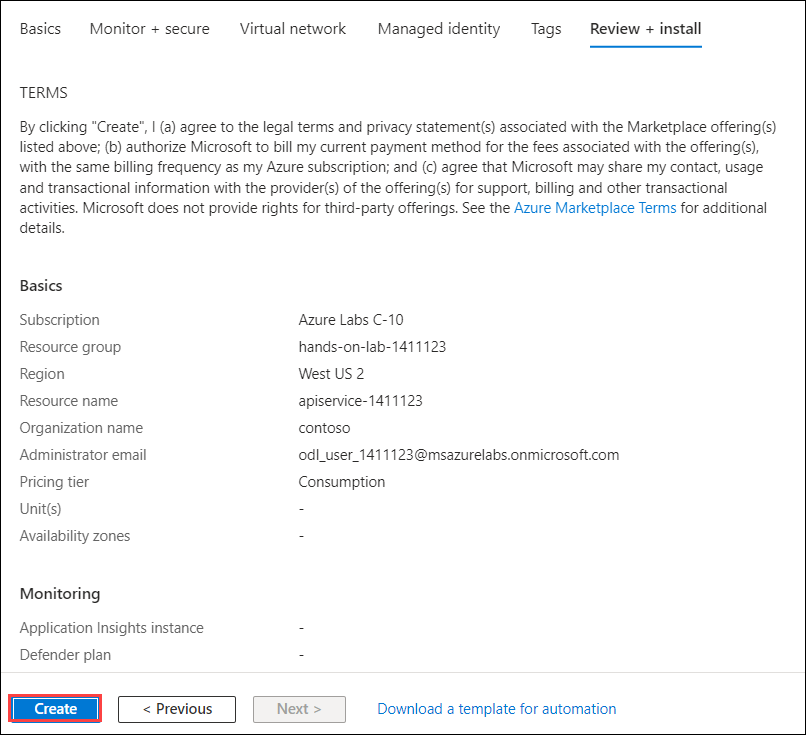 Basics Monitor + secure Virtual network Managed identity Tags Review + install
TERMS
By clicking "Create", I (a) agree to the legal terms and privacy statement(s) associated with the Marketplace offering(s)
listed above; (b) authorize Microsoft to bill my current payment method for the fees associated with the offering(s),
with the same billing frequency as my Azure subscription; and (c) agree that Microsoft may share my contact, usage
and transactional information with the provider(s) of the offering(s) for support, billing and other transactional
activities. Microsoft does not provide rights for third-party offerings. See the Azure Marketplace Terms for additional
details.
Basics
Subscription Azure Labs C-10
Resource group hands-on-lab-1411123
Region West US 2
Resource name apiservice-1411123
Organization name contoso
Administrator email odl_user_1411123@msazurelabs.onmicrosoft.com
Pricing tier Consumption
Unit(s) -
Availability zones -
Monitoring
Application Insights instance -
Defender plan -
Create < Previous Next > Download a template for automation